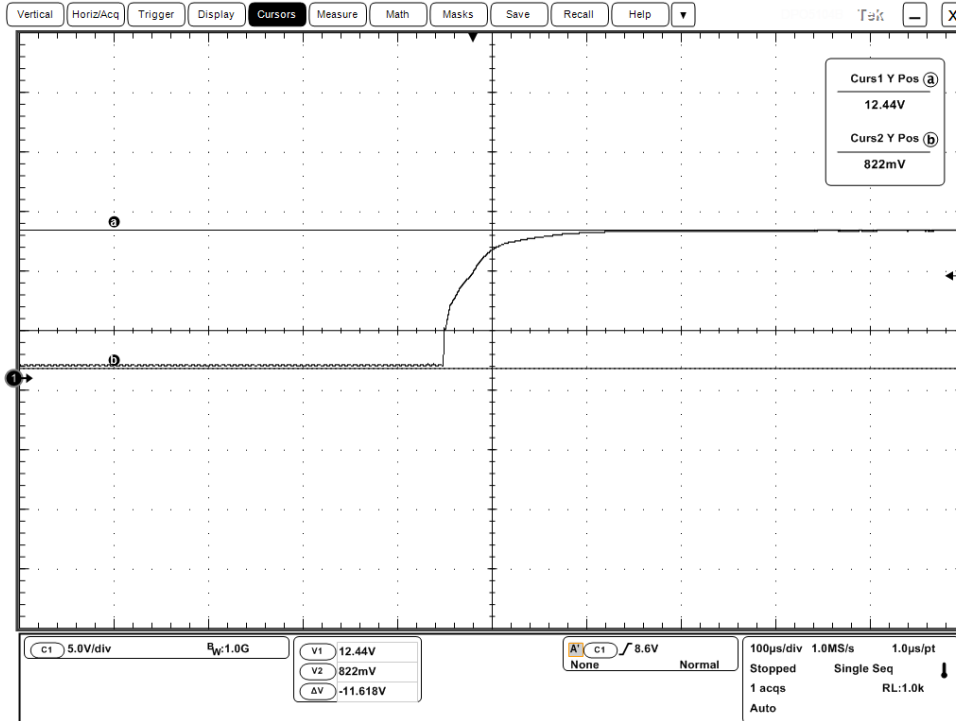 Vertical Horiz/Acq Trigger Display Cursors Measure Math Masks Save Recall Help ▼ Tek X
Curs1 Y Pos a
12.44V
Curs2 Y Pos b
822mV
a
b
1
C1 5.0V/div BW:1.0G
V1 12.44V
V2 822mV
ΔV -11.618V
A' C1 8.6V
None Normal
100µs/div 1.0MS/s 1.0µs/pt
Stopped Single Seq
1 acqs RL:1.0k
Auto